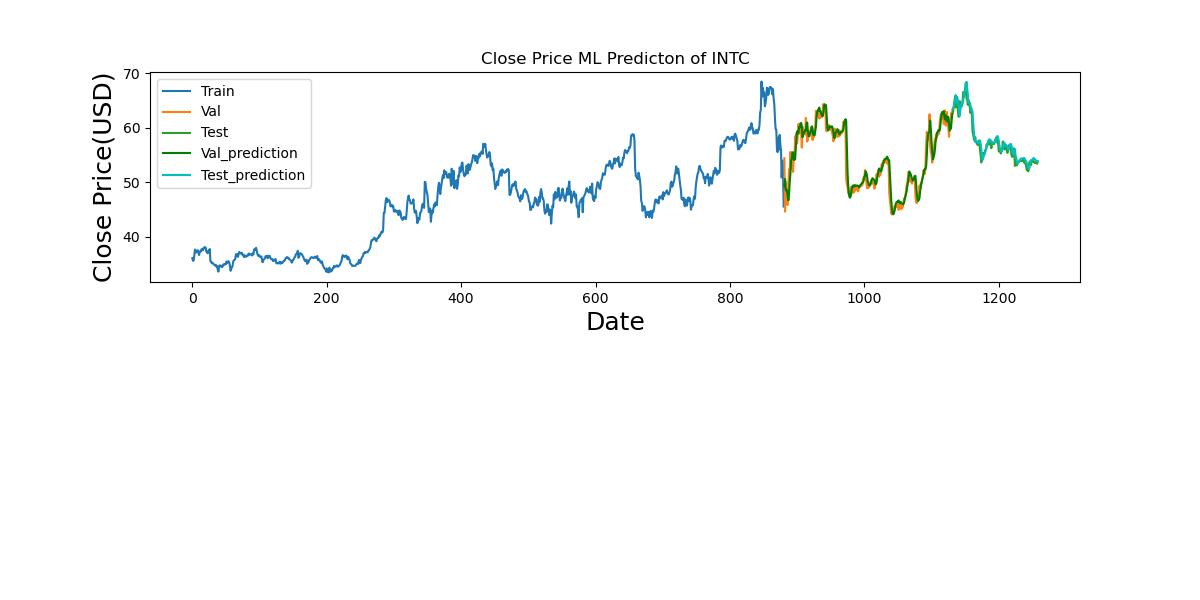 Close Price ML Predicton of INTC
Close Price(USD)
70
60
50
40
Train
Val
Test
Val_prediction
Test_prediction
0 200 400 600 800 1000 1200
Date